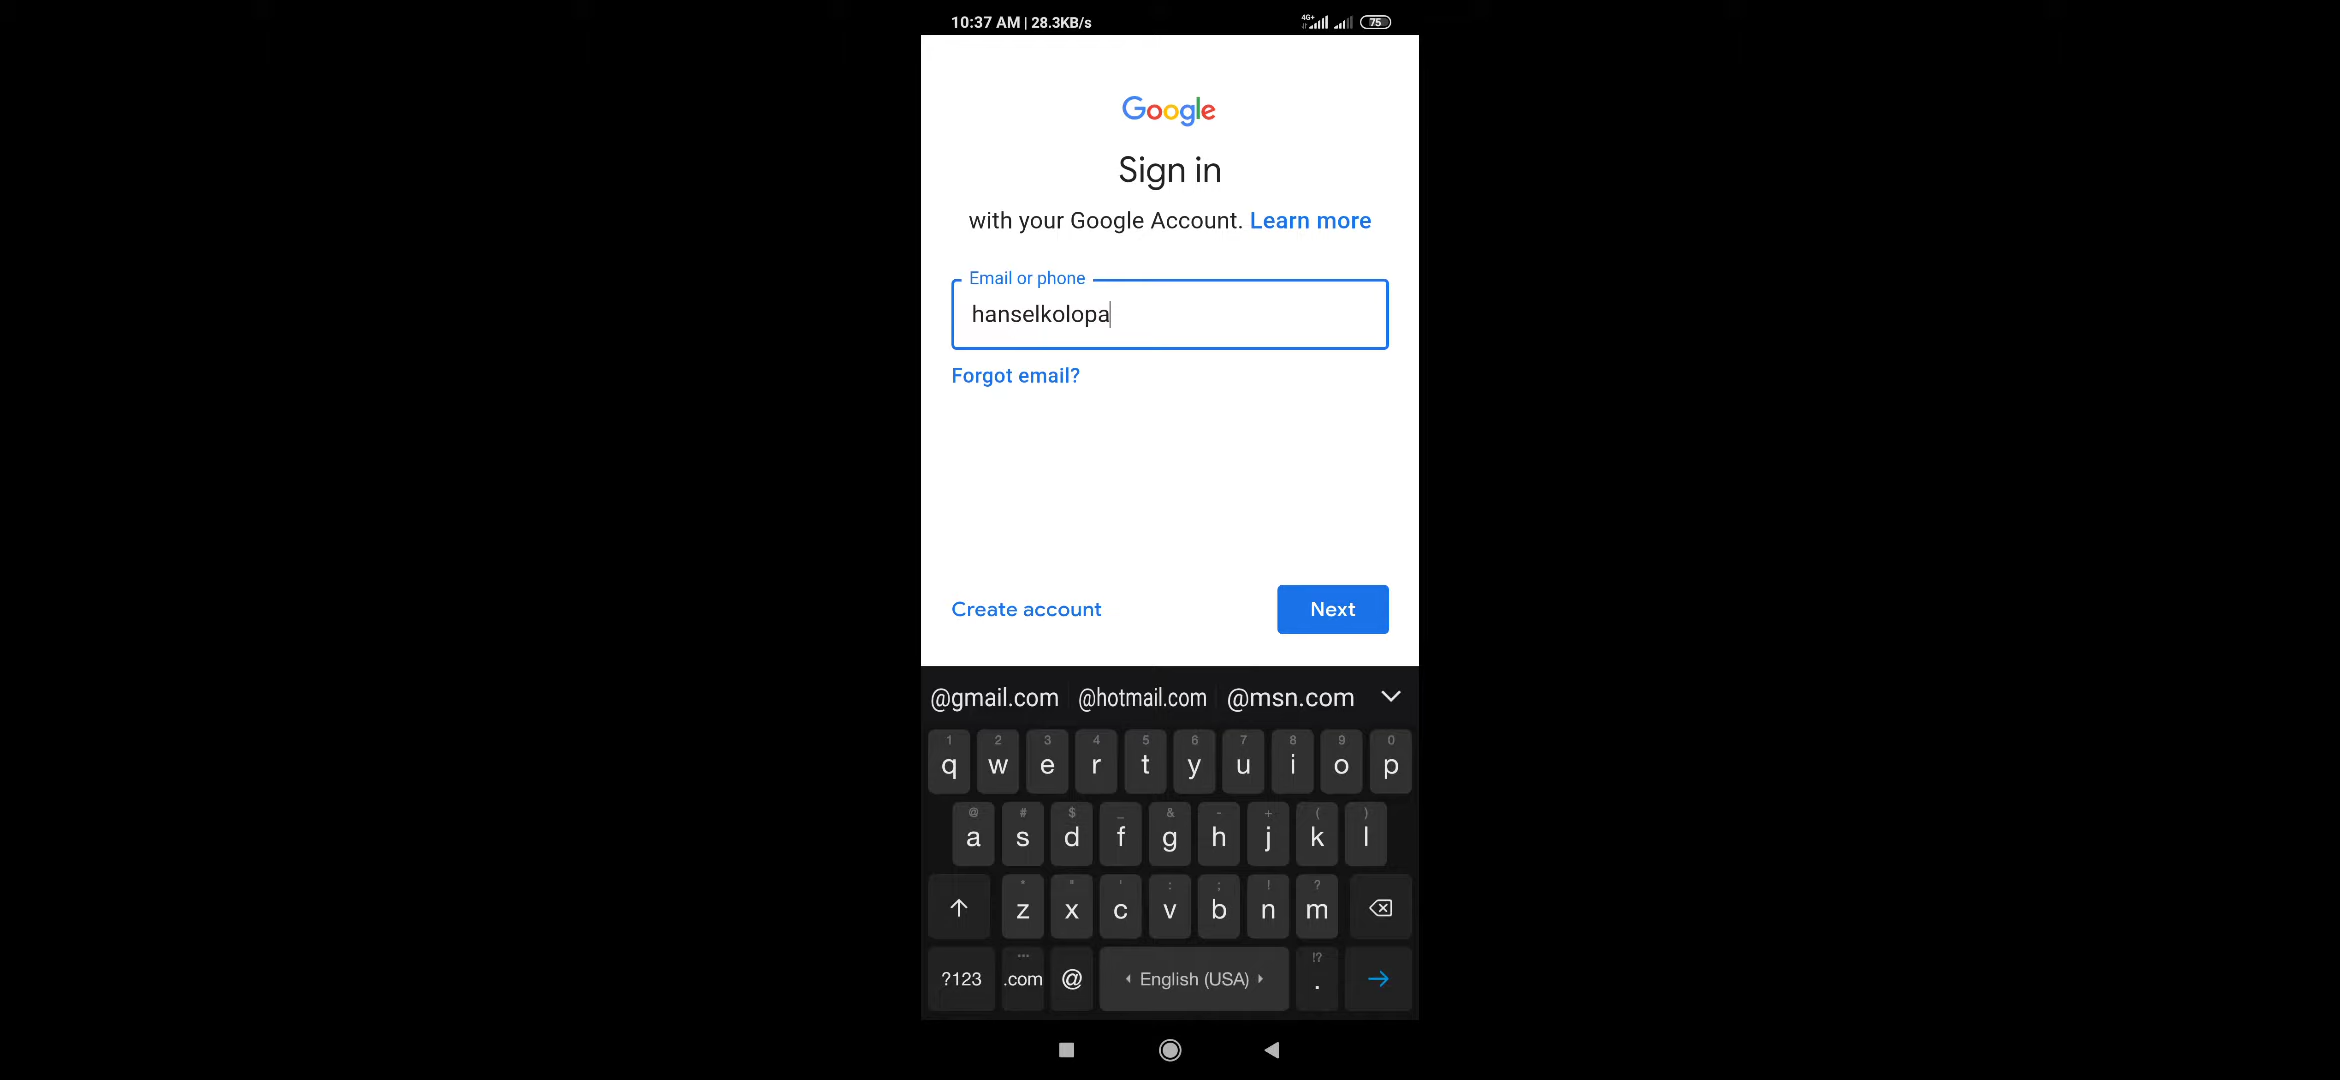 10:37 AM | 28.3KB/s 4G+ 75
Google
Sign in
with your Google Account. Learn more
Email or phone
hanselkolopa
Forgot email?
Create account Next
@gmail.com @hotmail.com @msn.com
1 2 3 4 5 6 7 8 9 0
q w e r t y u i o p
@ # $ _ & - + ( )
a s d f g h j k l
* " ' : ; ! ?
z x c v b n m
!?
?123 .com @ English (USA) .